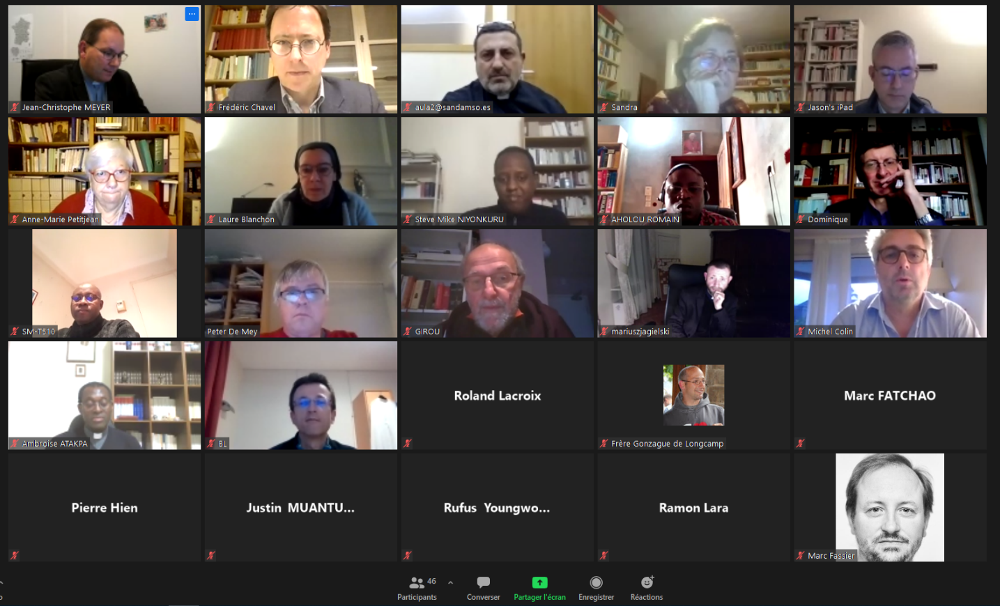 Jean-Christophe MEYER
Frédéric Chavel
aula2@sandamso.es
Sandra
Jason's iPad
Anne-Marie Petitjean
Laure Blanchon
Steve Mike NIYONKURU
AHOLOU ROMAIN
Dominique
SM-T510
Peter De Mey
GIROU
mariuszjagielski
Michel Colin
Ambroise ATAKPA
BL
Roland Lacroix
Frère Gonzague de Longcamp
Marc FATCHAO
Pierre Hien
Justin MUANTU...
Rufus Youngwo...
Ramon Lara
Marc Fassier
46
Participants
Converser
Partager l'écran
Enregistrer
Réactions